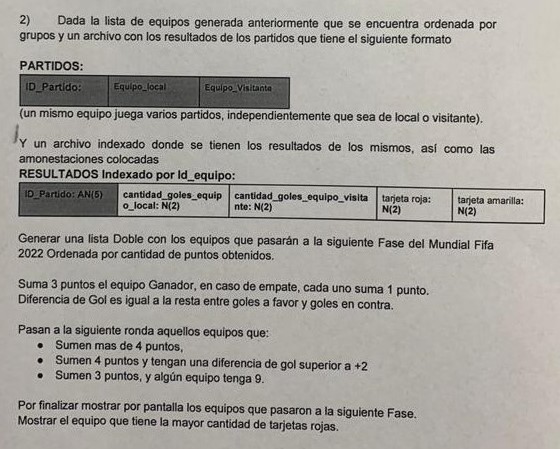 2) Dada la lista de equipos generada anteriormente que se encuentra ordenada por
grupos y un archivo con los resultados de los partidos que tiene el siguiente formato
PARTIDOS:
ID_Partido: Equipo_local Equipo_Visitante
(un mismo equipo juega varios partidos, independientemente que sea de local o visitante).
Y un archivo indexado donde se tienen los resultados de los mismos, así como las
amonestaciones colocadas
RESULTADOS Indexado por Id_equipo:
ID_Partido: AN(5) cantidad_goles_equip cantidad_goles_equipo_visita tarjeta roja: tarjeta amarilla:
o_local: N(2) nte: N(2) N(2) N(2)
Generar una lista Doble con los equipos que pasarán a la siguiente Fase del Mundial Fifa
2022 Ordenada por cantidad de puntos obtenidos.
Suma 3 puntos el equipo Ganador, en caso de empate, cada uno suma 1 punto.
Diferencia de Gol es igual a la resta entre goles a favor y goles en contra.
Pasan a la siguiente ronda aquellos equipos que:
• Sumen mas de 4 puntos,
• Sumen 4 puntos y tengan una diferencia de gol superior a +2
• Sumen 3 puntos, y algún equipo tenga 9.
Por finalizar mostrar por pantalla los equipos que pasaron a la siguiente Fase.
Mostrar el equipo que tiene la mayor cantidad de tarjetas rojas.